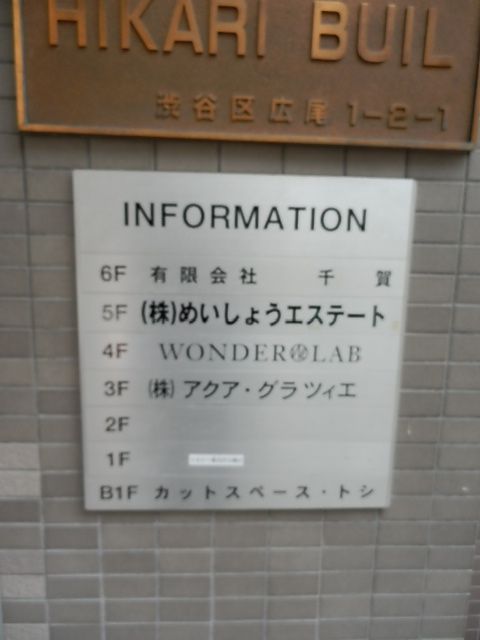 HIKARI BUIL
渋谷区広尾 1-2-1
INFORMATION
6F 有限会社 千賀
5F (株)めいしょうエステート
4F WONDER LAB
3F (株) アクア・グラツィエ
2F
1F
B1F カットスペース・トシ